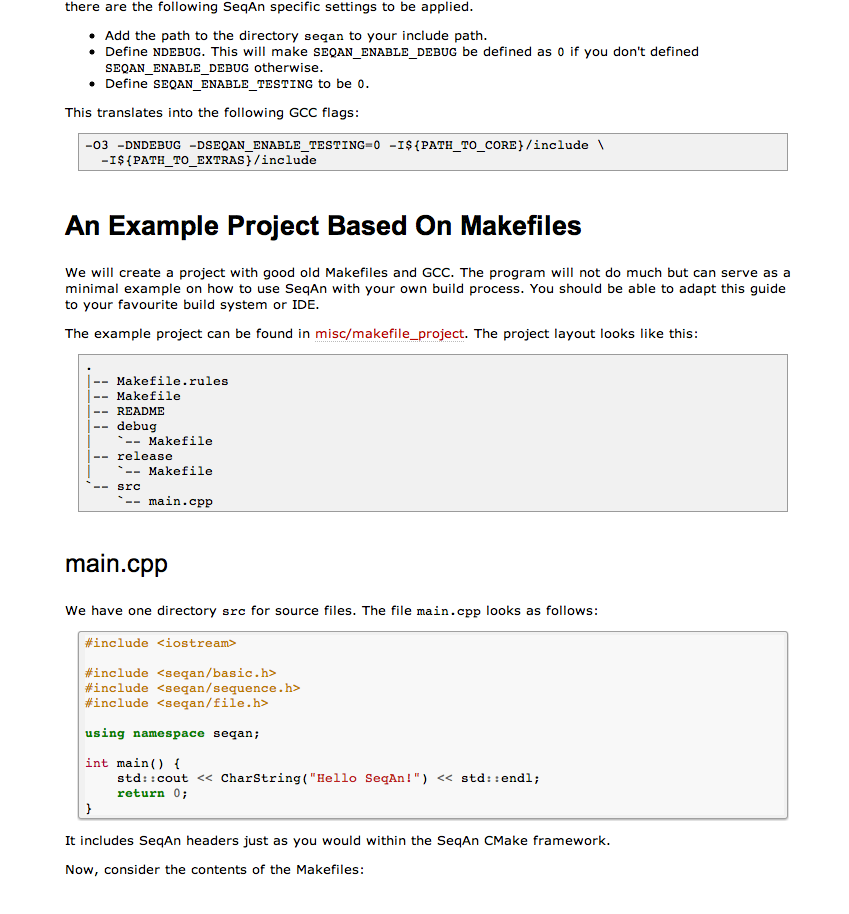 there are the following SeqAn specific settings to be applied.
• Add the path to the directory seqan to your include path.
• Define NDEBUG. This will make SEQAN_ENABLE_DEBUG be defined as 0 if you don't defined
SEQAN_ENABLE_DEBUG otherwise.
• Define SEQAN_ENABLE_TESTING to be 0.
This translates into the following GCC flags:
-O3 -DNDEBUG -DSEQAN_ENABLE_TESTING=0 -I${PATH_TO_CORE}/include \
  -I${PATH_TO_EXTRAS}/include
An Example Project Based On Makefiles
We will create a project with good old Makefiles and GCC. The program will not do much but can serve as a
minimal example on how to use SeqAn with your own build process. You should be able to adapt this guide
to your favourite build system or IDE.
The example project can be found in misc/makefile_project. The project layout looks like this:
.
|-- Makefile.rules
|-- Makefile
|-- README
|-- debug
|   `-- Makefile
|-- release
|   `-- Makefile
`-- src
    `-- main.cpp
main.cpp
We have one directory src for source files. The file main.cpp looks as follows:
#include <iostream>
#include <seqan/basic.h>
#include <seqan/sequence.h>
#include <seqan/file.h>
using namespace seqan;
int main() {
    std::cout << CharString("Hello SeqAn!") << std::endl;
    return 0;
}
It includes SeqAn headers just as you would within the SeqAn CMake framework.
Now, consider the contents of the Makefiles: